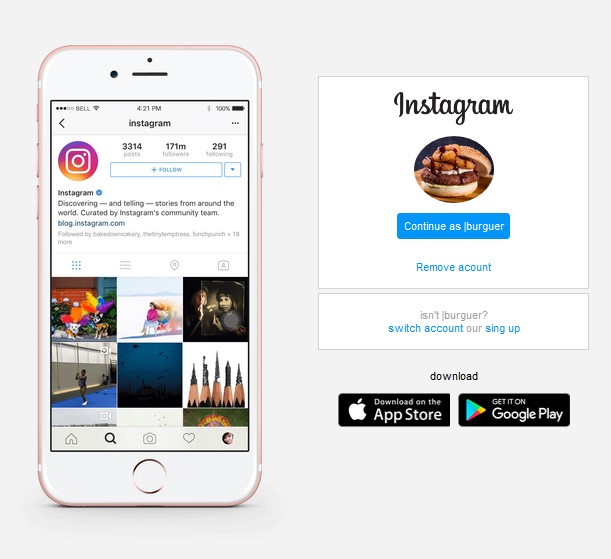 BELL 4:21 PM 100%
instagram
3314 171m 291
posts followers following
+ FOLLOW
Instagram
Discovering — and telling — stories from around the
world. Curated by Instagram's community team.
blog.instagram.com
Followed by bakedowncakery, thetinytemptress, funchpunch + 18
more
Instagram
Continue as |burguer
Remove acount
isn't |burguer?
switch account our sing up
download
Download on the
App Store
GET IT ON
Google Play